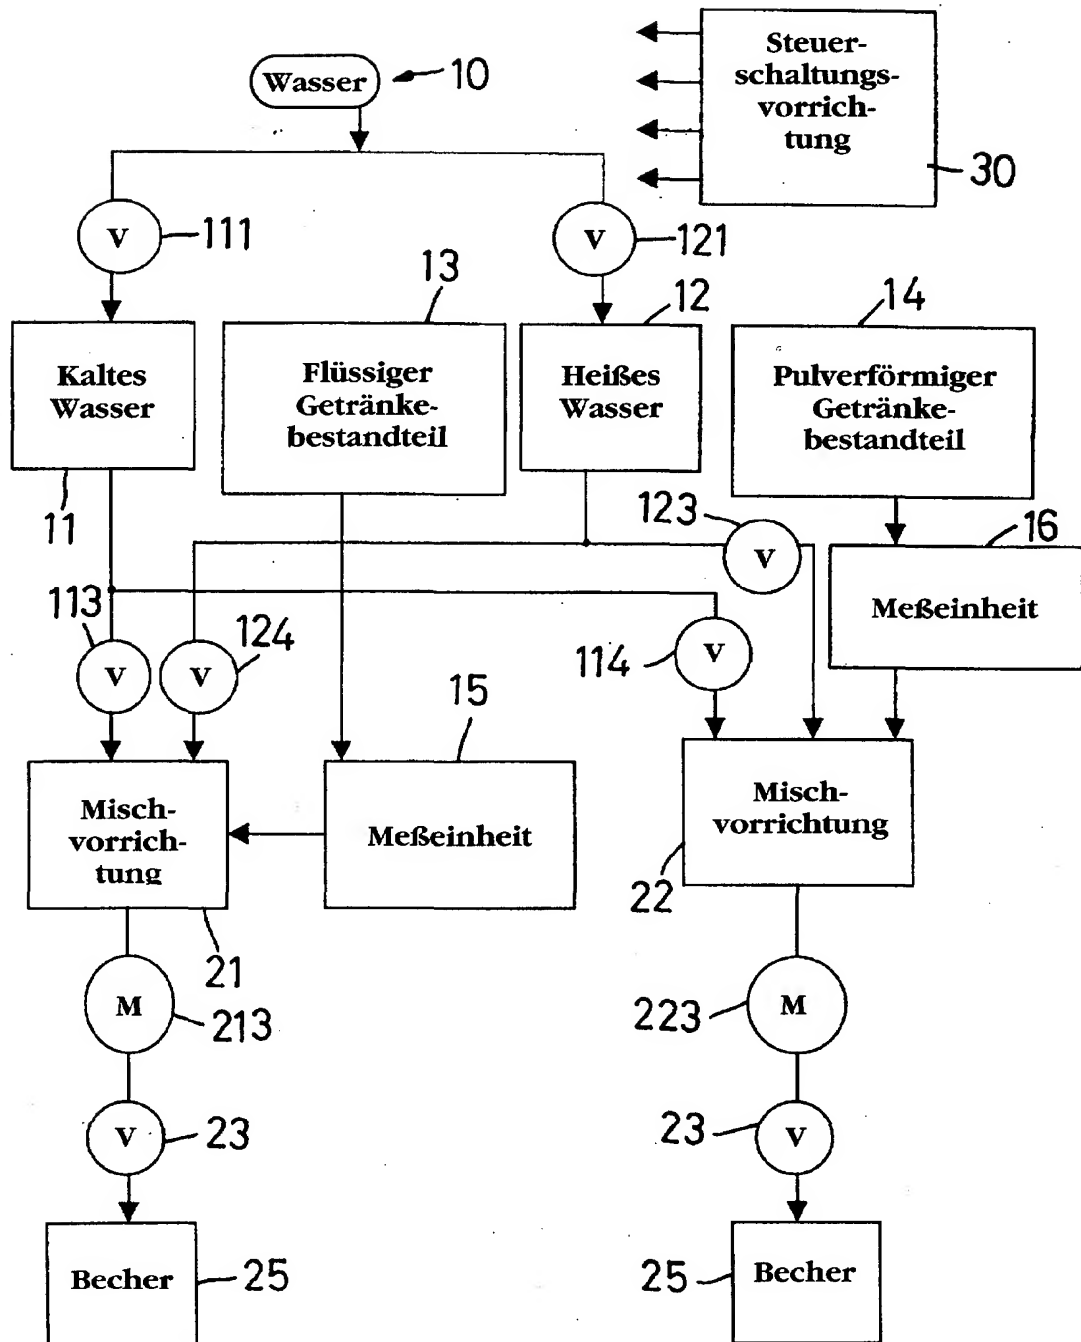 Wasser
10
Steuer-
schaltungs-
vorrich-
tung
30
V
111
V
121
13
12
14
Kaltes
Wasser
Flüssiger
Getränke-
bestandteil
Heißes
Wasser
Pulverförmiger
Getränke-
bestandteil
11
123
V
16
Meßeinheit
113
V
124
V
114
V
15
Misch-
vorrich-
tung
Meßeinheit
Misch-
vorrichtung
22
21
M
213
223
M
V
23
23
V
Becher
25
25
Becher